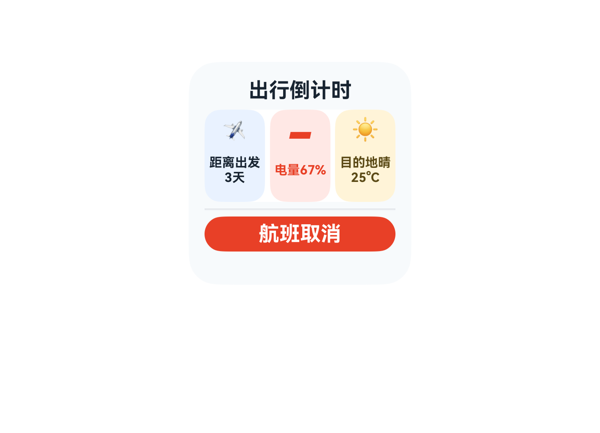 出行倒计时
距离出发
3天
电量67%
目的地晴
25°C
航班取消